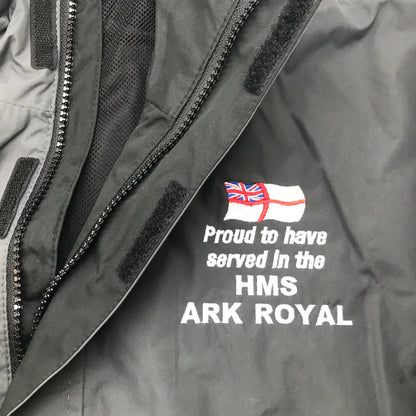 Proud to have
served in the
HMS
ARK ROYAL